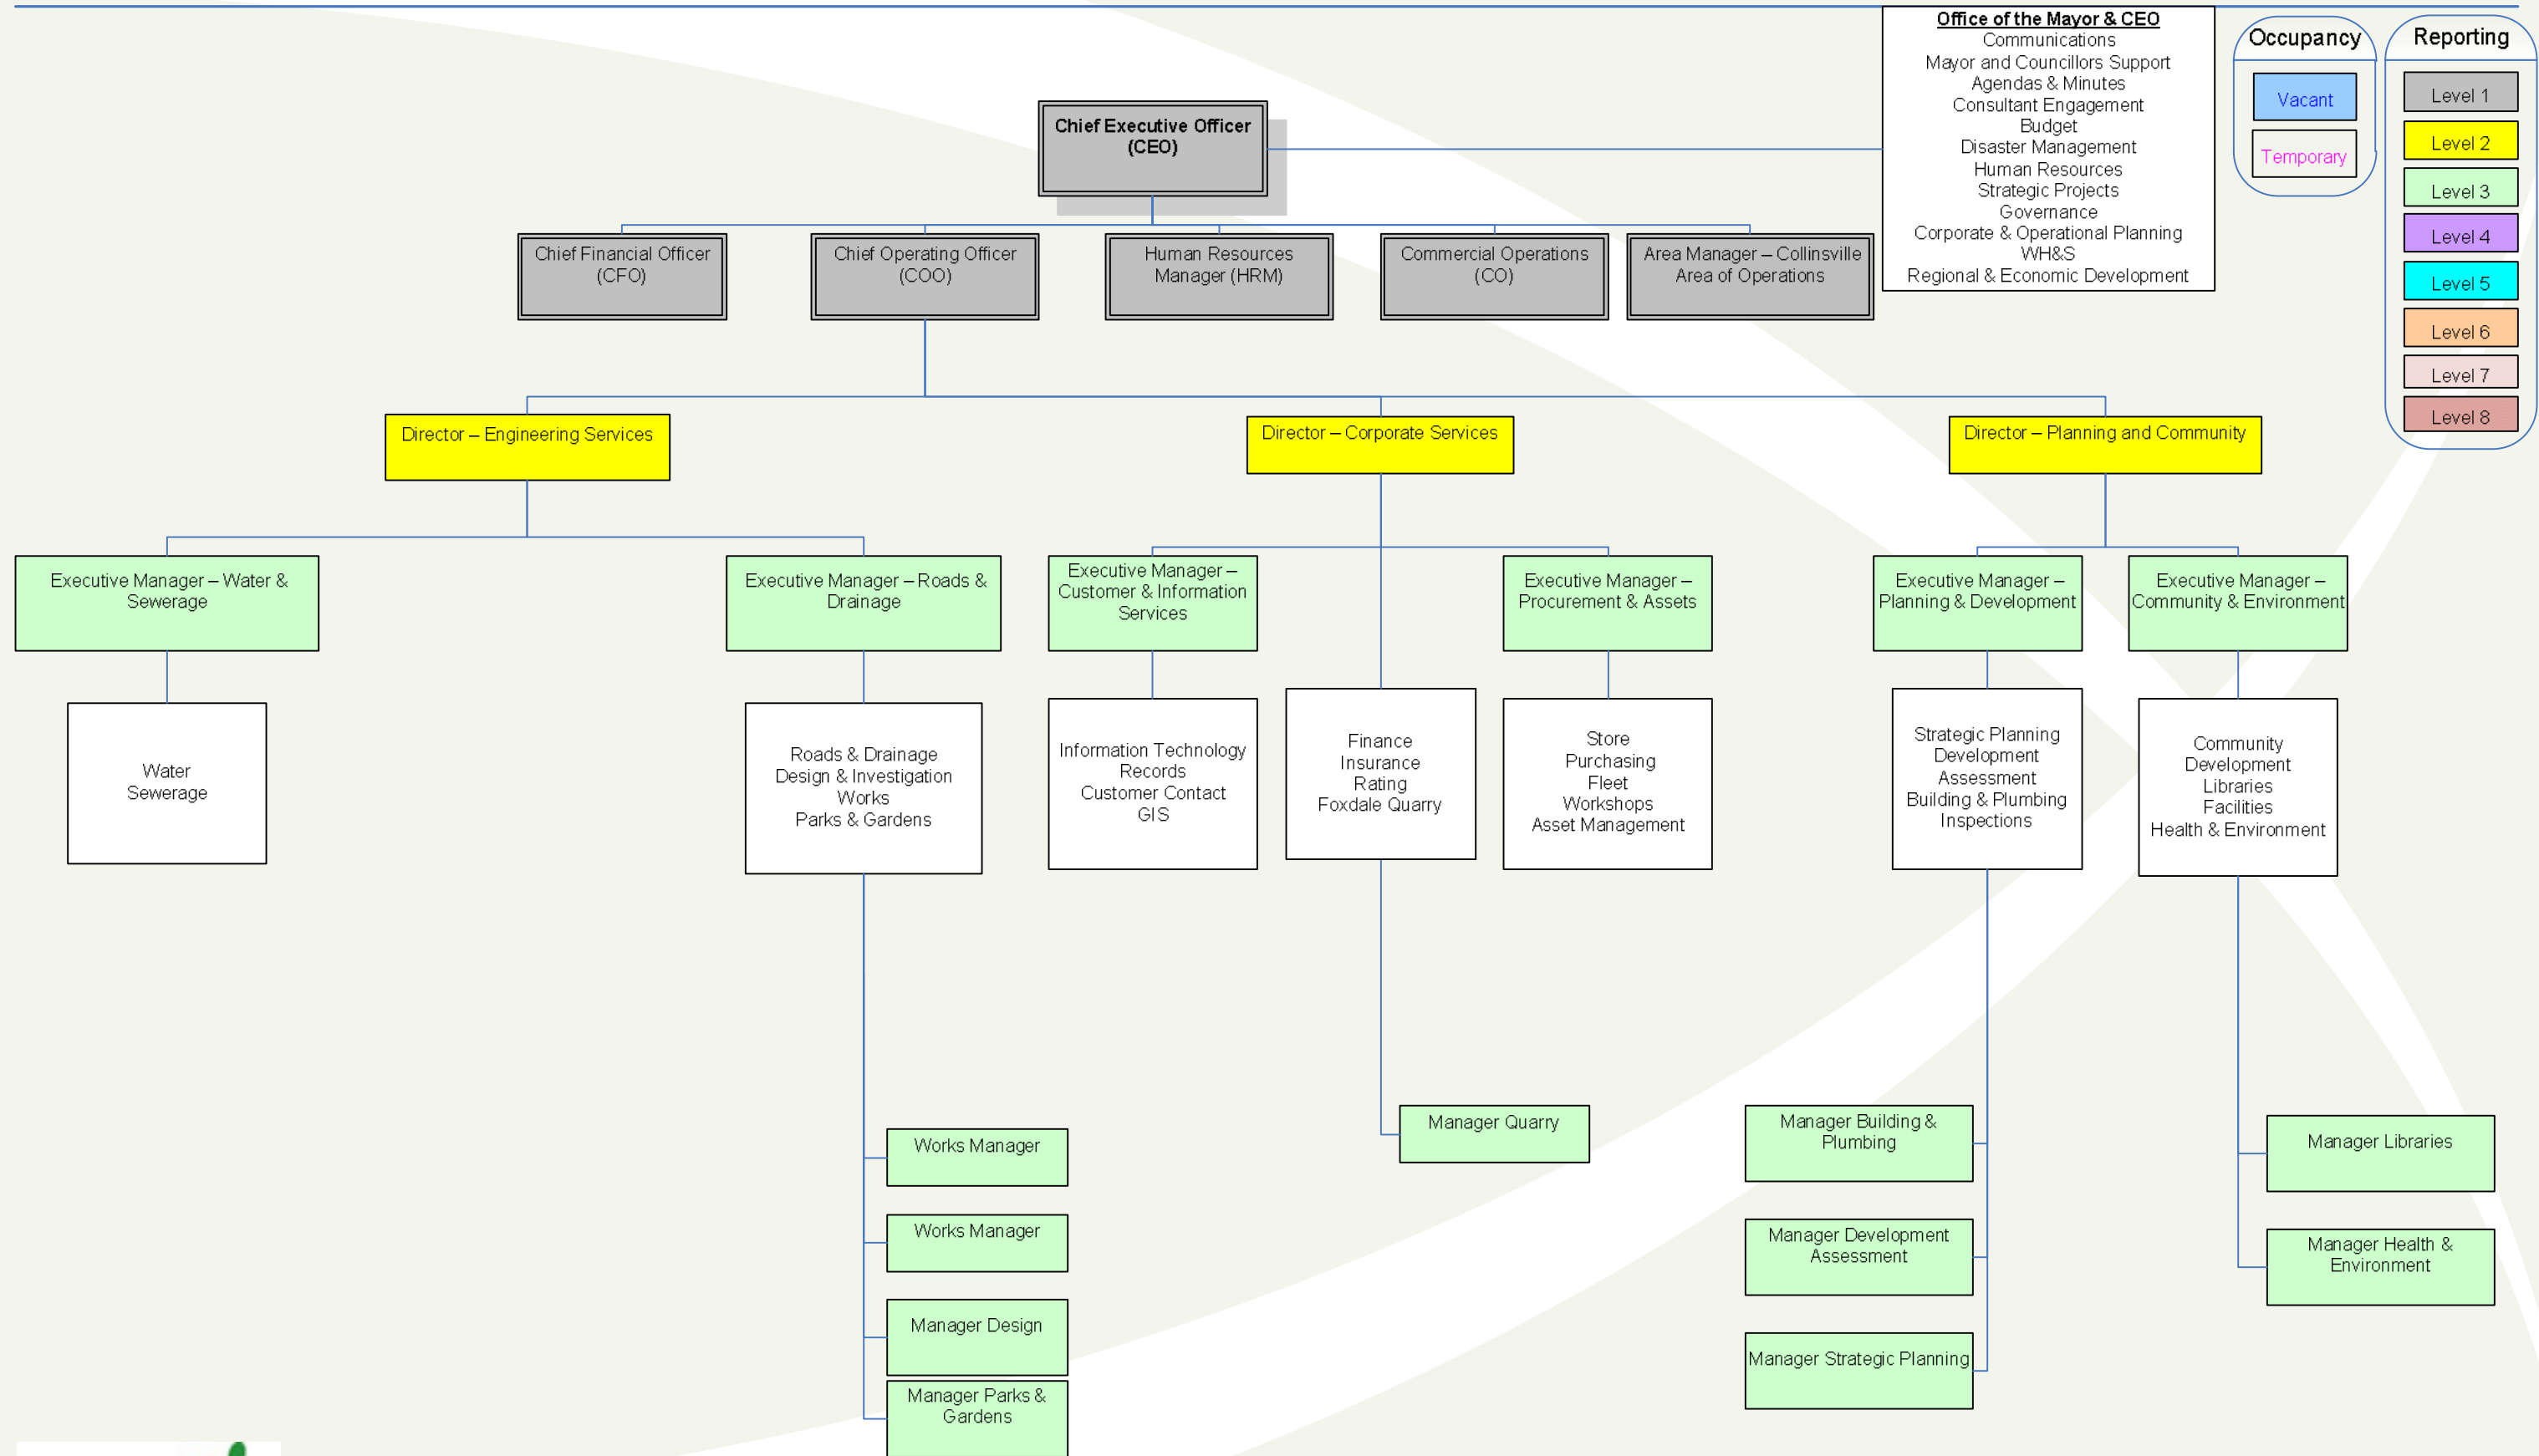 Office of the Mayor & CEO
Communications
Mayor and Councillors Support
Agendas & Minutes
Consultant Engagement
Budget
Disaster Management
Human Resources
Strategic Projects
Governance
Corporate & Operational Planning
WH&S
Regional & Economic Development
Occupancy
Vacant
Temporary
Reporting
Level 1
Level 2
Level 3
Level 4
Level 5
Level 6
Level 7
Level 8
Chief Executive Officer
(CEO)
Chief Financial Officer
(CFO)
Chief Operating Officer
(COO)
Human Resources
Manager (HRM)
Commercial Operations
(CO)
Area Manager – Collinsville
Area of Operations
Director – Engineering Services
Director – Corporate Services
Director – Planning and Community
Executive Manager – Water &
Sewerage
Executive Manager – Roads &
Drainage
Executive Manager –
Customer & Information
Services
Executive Manager –
Procurement & Assets
Executive Manager –
Planning & Development
Executive Manager –
Community & Environment
Water
Sewerage
Roads & Drainage
Design & Investigation
Works
Parks & Gardens
Information Technology
Records
Customer Contact
GIS
Finance
Insurance
Rating
Foxdale Quarry
Store
Purchasing
Fleet
Workshops
Asset Management
Strategic Planning
Development
Assessment
Building & Plumbing
Inspections
Community
Development
Libraries
Facilities
Health & Environment
Works Manager
Works Manager
Manager Design
Manager Parks &
Gardens
Manager Quarry
Manager Building &
Plumbing
Manager Development
Assessment
Manager Strategic Planning
Manager Libraries
Manager Health &
Environment